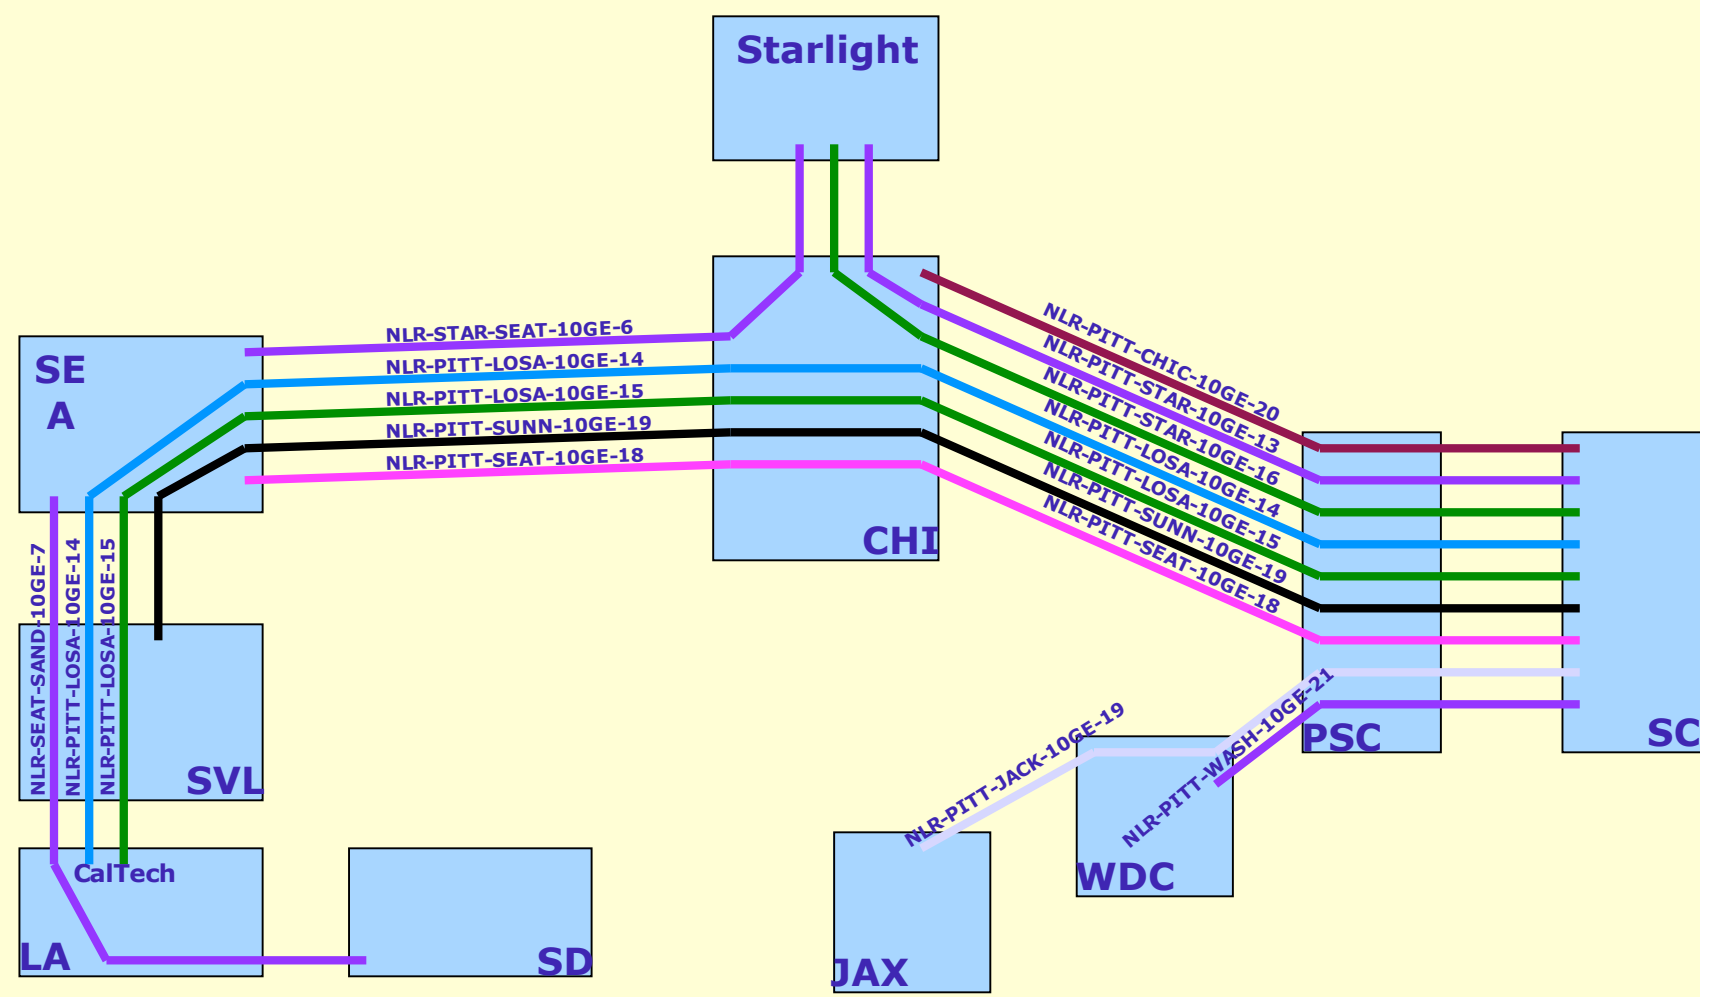 Starlight
NLR-STAR-SEAT-10GE-6
NLR-PITT-LOSA-10GE-14
NLR-PITT-LOSA-10GE-15
NLR-PITT-SUNN-10GE-19
NLR-PITT-SEAT-10GE-18
SE
A
CHI
NLR-PITT-CHIC-10GE-20
NLR-PITT-STAR-10GE-13
NLR-PITT-STAR-10GE-16
NLR-PITT-LOSA-10GE-14
NLR-PITT-LOSA-10GE-15
NLR-PITT-SUNN-10GE-19
NLR-PITT-SEAT-10GE-18
NLR-SEAT-SAND-10GE-7
NLR-PITT-LOSA-10GE-14
NLR-PITT-LOSA-10GE-15
SVL
PSC
SC
NLR-PITT-JACK-10GE-19
NLR-PITT-WASH-10GE-21
CalTech
LA
SD
JAX
WDC